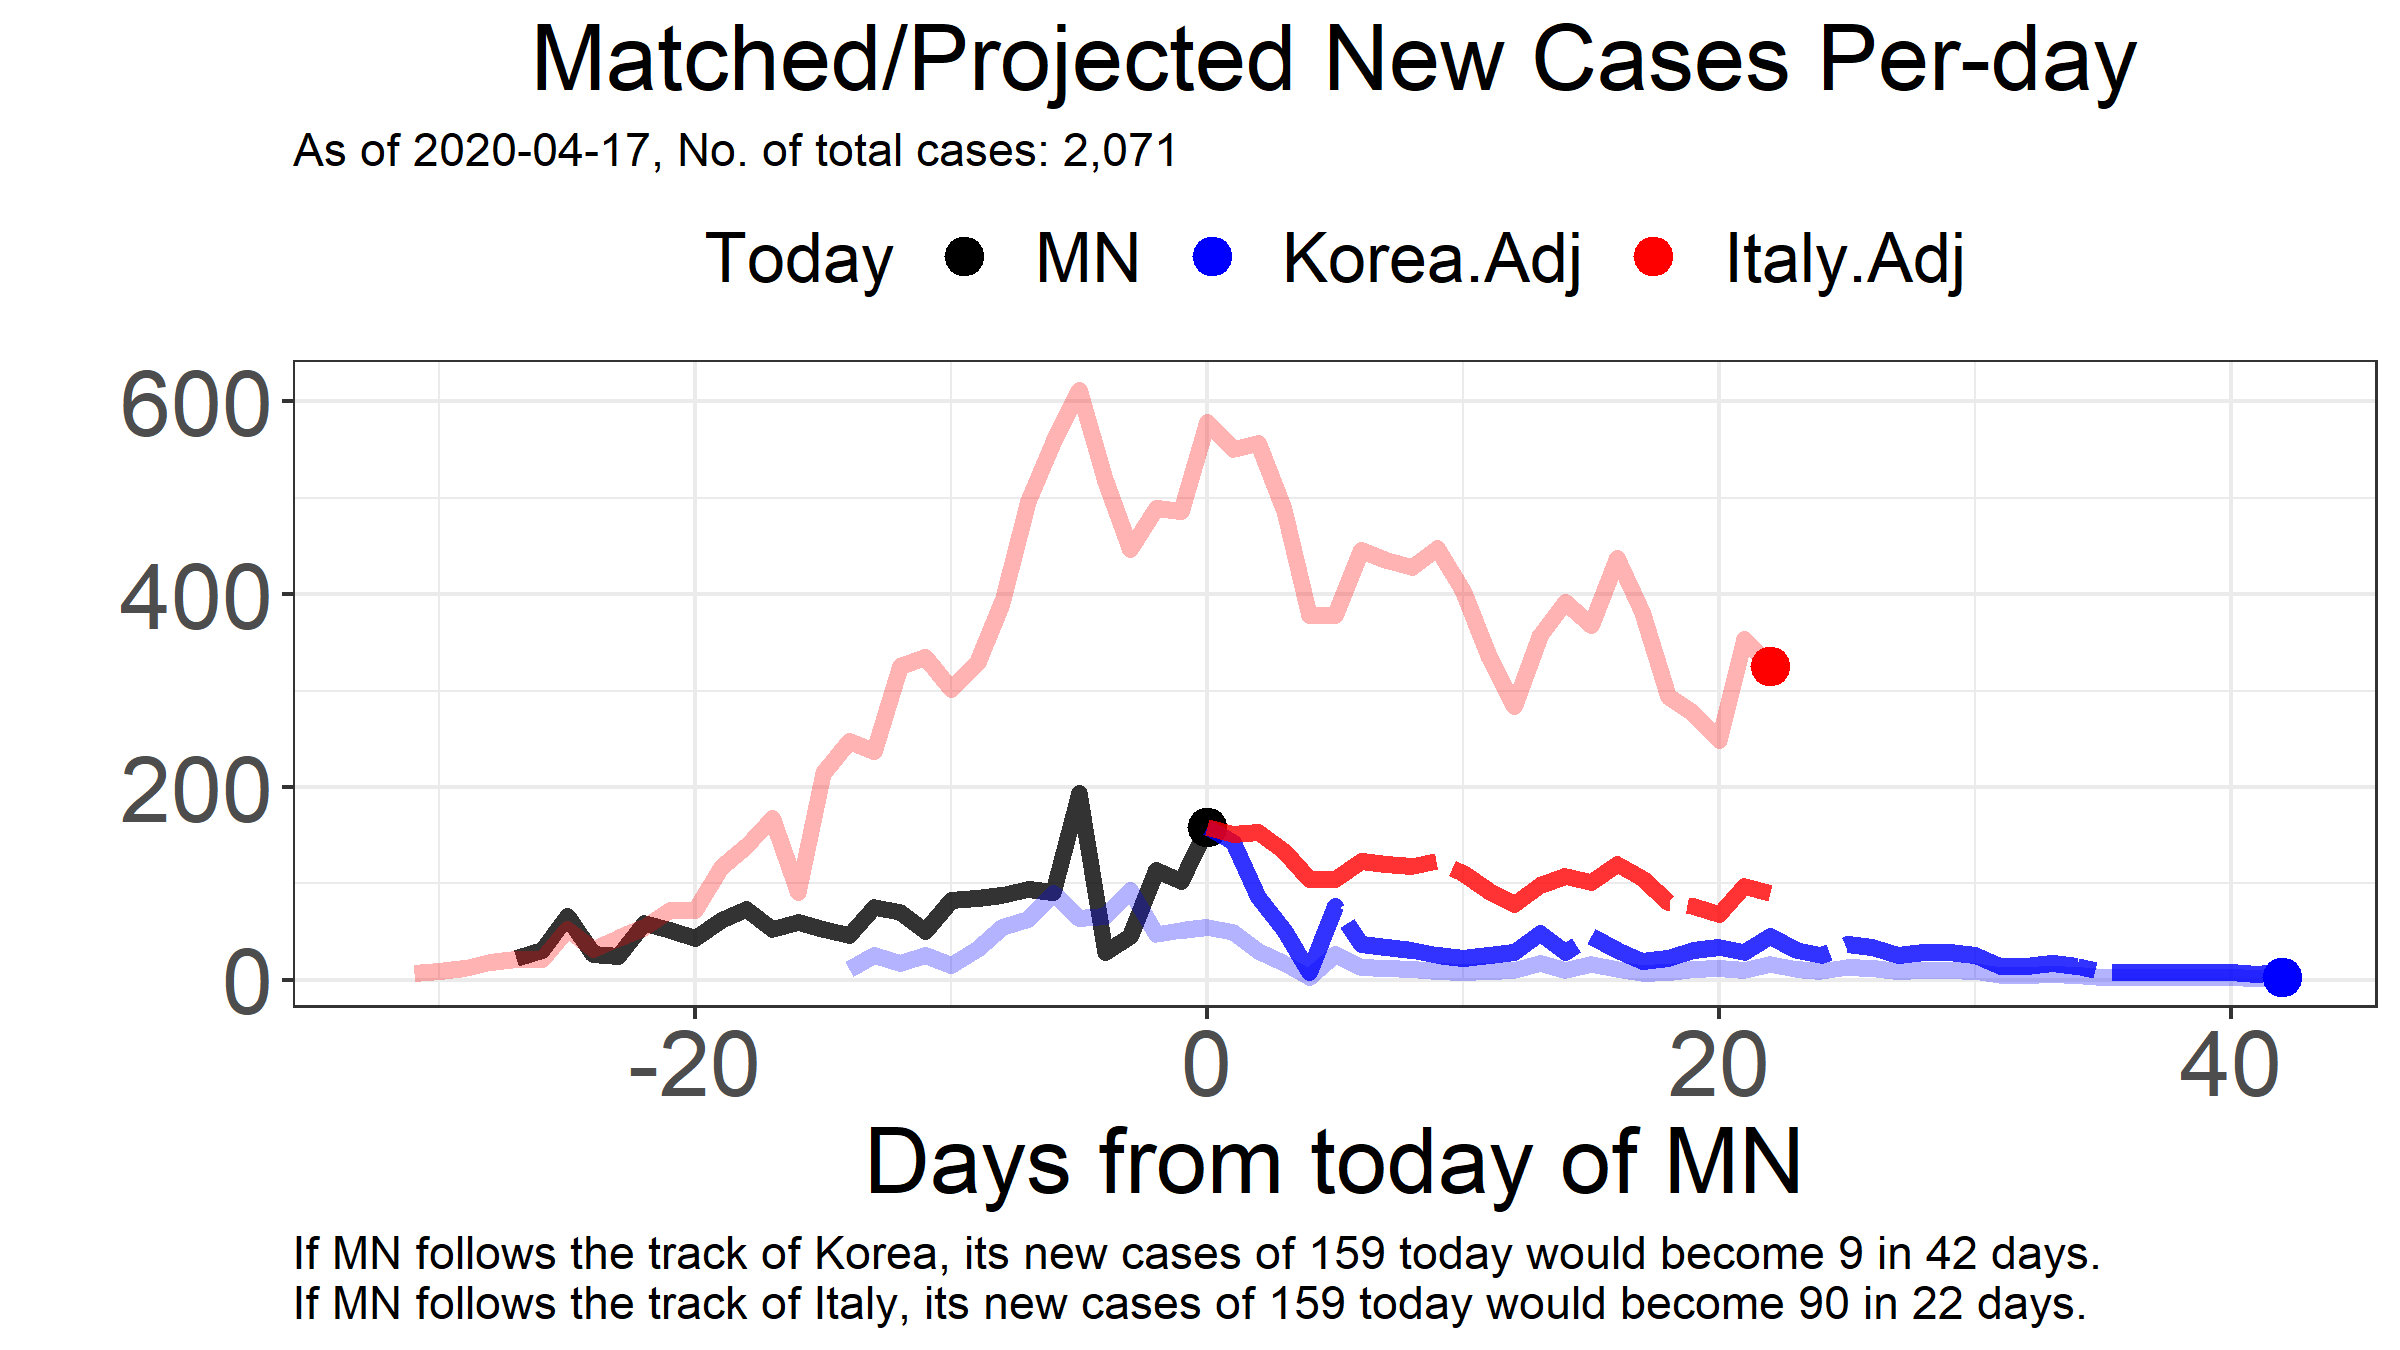 Matched/Projected New Cases Per-day
As of 2020-04-17, No. of total cases: 2,071
Today MN Korea.Adj Italy.Adj
600
400
200
0
-20 0 20 40
Days from today of MN
If MN follows the track of Korea, its new cases of 159 today would become 9 in 42 days.
If MN follows the track of Italy, its new cases of 159 today would become 90 in 22 days.